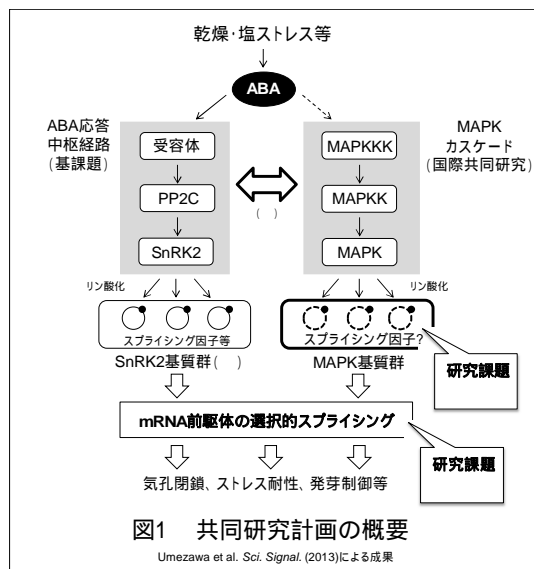 乾燥・塩ストレス等
ABA
ABA応答
中枢経路
(基課題)
MAPK
カスケード
(国際共同研究)
受容体
PP2C
SnRK2
( )
MAPKKK
MAPKK
MAPK
リン酸化
リン酸化
スプライシング因子等
スプライシング因子?
SnRK2基質群( )
MAPK基質群
研究課題
mRNA前駆体の選択的スプライシング
研究課題
気孔閉鎖、ストレス耐性、発芽制御等
図1 共同研究計画の概要
Umezawa et al. Sci. Signal. (2013)による成果